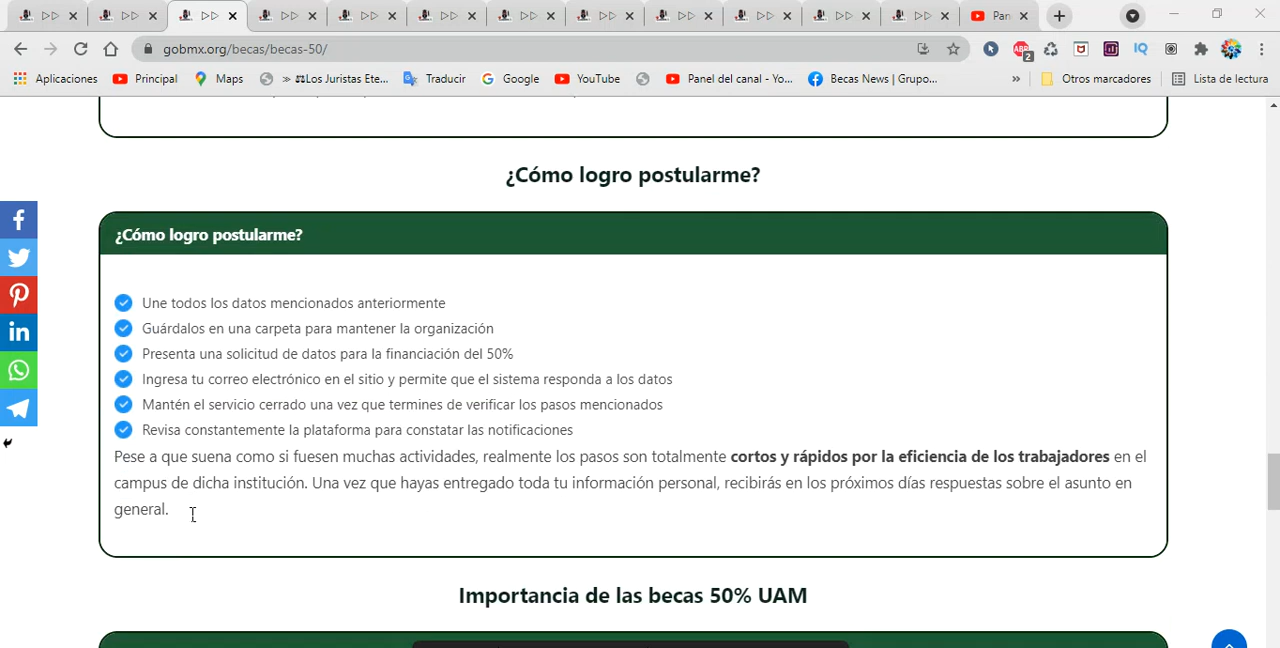 Pan
gobmx.org/becas/becas-50/
2
Aplicaciones
Principal
Maps
» ⚖Los Juristas Ete...
Traducir
Google
YouTube
Panel del canal - Yo...
Becas News | Grupo...
»
Otros marcadores
Lista de lectura
¿Cómo logro postularme?
¿Cómo logro postularme?
Une todos los datos mencionados anteriormente
Guárdalos en una carpeta para mantener la organización
Presenta una solicitud de datos para la financiación del 50%
Ingresa tu correo electrónico en el sitio y permite que el sistema responda a los datos
Mantén el servicio cerrado una vez que termines de verificar los pasos mencionados
Revisa constantemente la plataforma para constatar las notificaciones
Pese a que suena como si fuesen muchas actividades, realmente los pasos son totalmente cortos y rápidos por la eficiencia de los trabajadores en el
campus de dicha institución. Una vez que hayas entregado toda tu información personal, recibirás en los próximos días respuestas sobre el asunto en
general.
Importancia de las becas 50% UAM